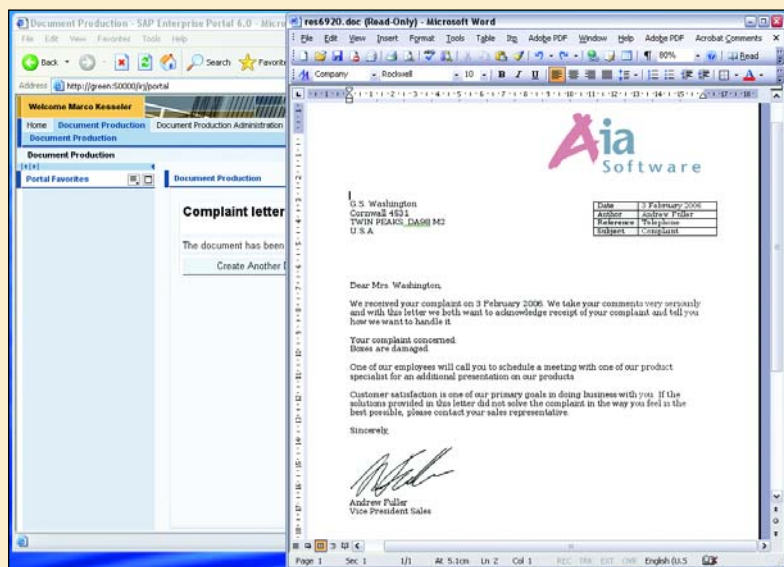 Document Production - SAP Enterprise Portal 6.0 - Micro
File Edit View Favorites Tools Help
Back Search Favorit
Address http://green:50000/irj/portal
Welcome Marco Kesseler
Home Document Production Document Production Administration
Document Production
Document Production
Portal Favorites
Document Production
Complaint letter
The document has been
Create Another
res6920.doc (Read-Only) - Microsoft Word
File Edit View Insert Format Tools Table Adobe PDF Window Help Adobe PDF Acrobat Comments
80% Read
Company Rockwell 10 B I U
Aia
Software
G.S. Washington
Cornwall 4531
TWIN PEAKS, DA98 M2
U.S.A
Date 3 February 2006
Author Andrew Fuller
Reference Telephone
Subject Complaint
Dear Mrs. Washington,
We received your complaint on 3 February 2006. We take your comments very seriously
and with this letter we both want to acknowledge receipt of your complaint and tell you
how we want to handle it
Your complaint concerned:
Boxes are damaged
One of our employees will call you to schedule a meeting with one of our product
specialist for an additional presentation on our products
Customer satisfaction is one of our primary goals in doing business with you. If the
solutions provided in this letter did not solve the complaint in the way you feel is the
best possible, please contact your sales representative.
Sincerely,
Andrew Fuller
Vice President Sales
Page 1 Sec 1 1/1 At 5.1cm Ln 2 Col 1 REC TRK EXT OVR English (U.S